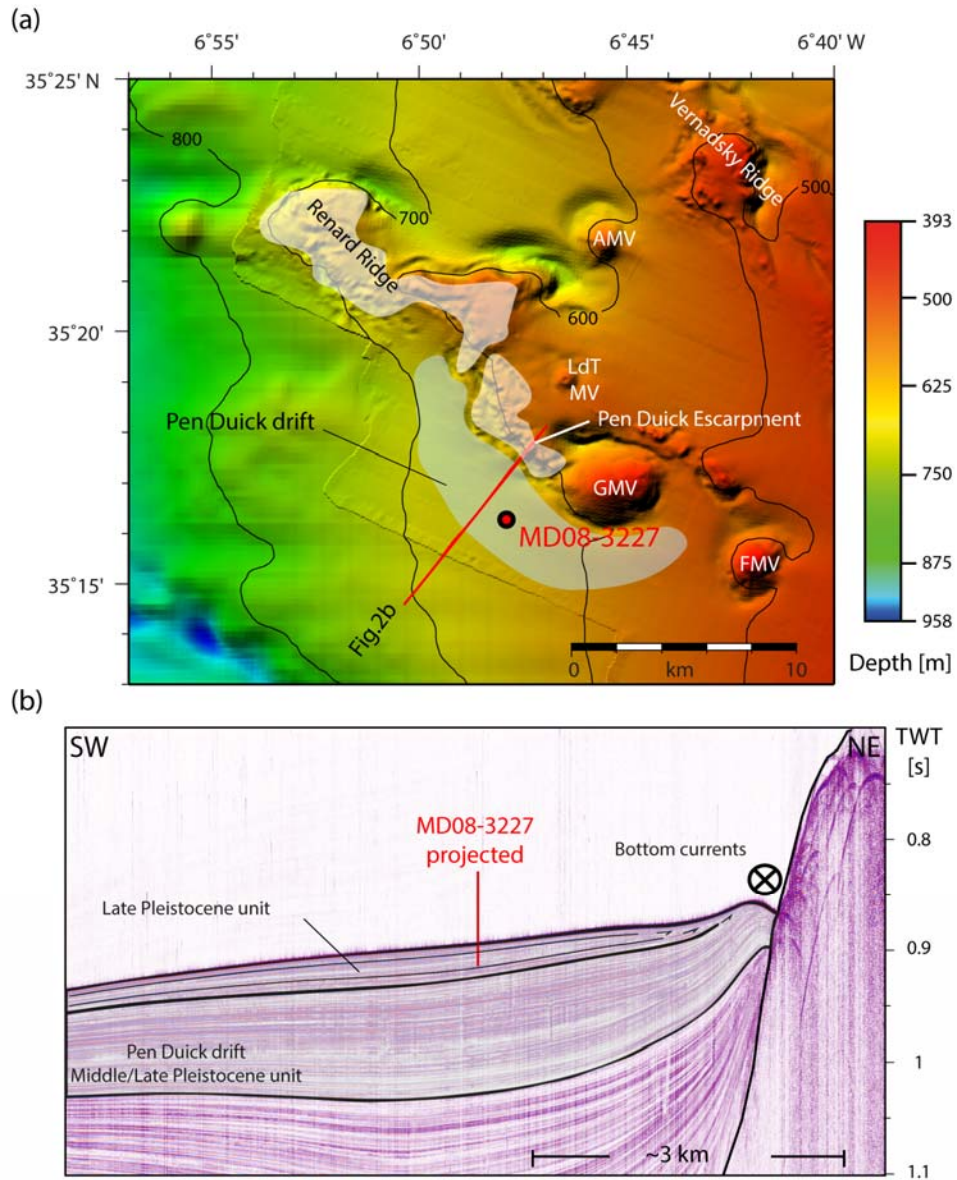 (a)
6°55'
6°50'
6°45'
6°40' W
35°25' N
800
Vernadsky Ridge
500
393
Renard Ridge
700
AMV
500
600
35°20'
LdT
MV
625
Pen Duick drift
Pen Duick Escarpment
750
GMV
MD08-3227
FMV
875
35°15'
Fig.2b
958
0
km
10
Depth [m]
(b)
SW
NE
TWT
[s]
MD08-3227
projected
Bottom currents
0.8
Late Pleistocene unit
0.9
1
Pen Duick drift
Middle/Late Pleistocene unit
~3 km
1.1